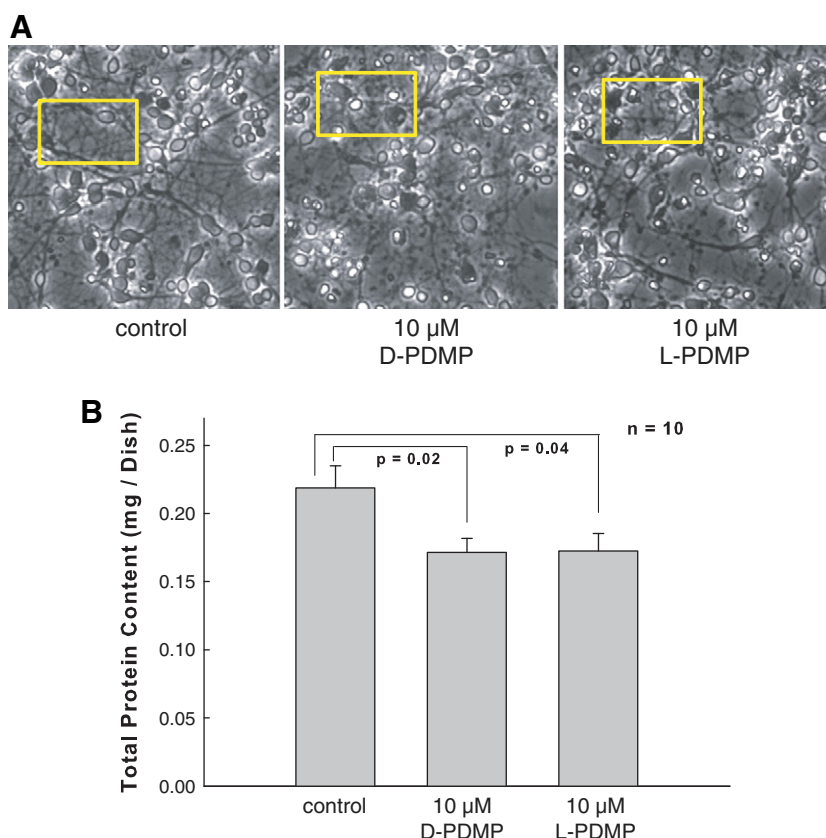 A
control
10 µM
D-PDMP
10 µM
L-PDMP
B
Total Protein Content (mg / Dish)
0.25
0.20
0.15
0.10
0.05
0.00
n = 10
p = 0.02
p = 0.04
control
10 µM
D-PDMP
10 µM
L-PDMP